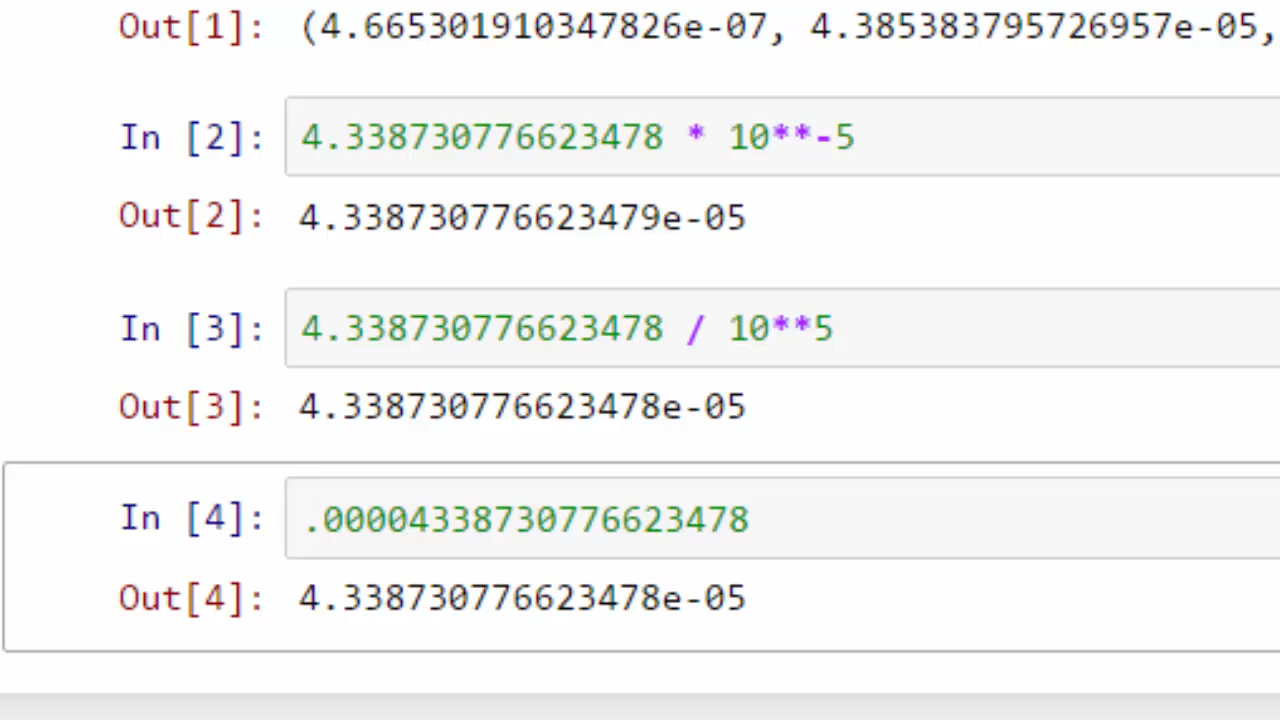 Out[1]: (4.665301910347826e-07, 4.385383795726957e-05,
In [2]: 4.338730776623478 * 10**-5
Out[2]: 4.338730776623479e-05
In [3]: 4.338730776623478 / 10**5
Out[3]: 4.338730776623478e-05
In [4]: .00004338730776623478
Out[4]: 4.338730776623478e-05